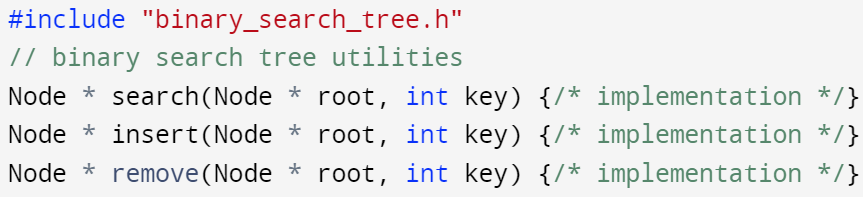 #include "binary_search_tree.h"
// binary search tree utilities
Node * search(Node * root, int key) {/* implementation */}
Node * insert(Node * root, int key) {/* implementation */}
Node * remove(Node * root, int key) {/* implementation */}